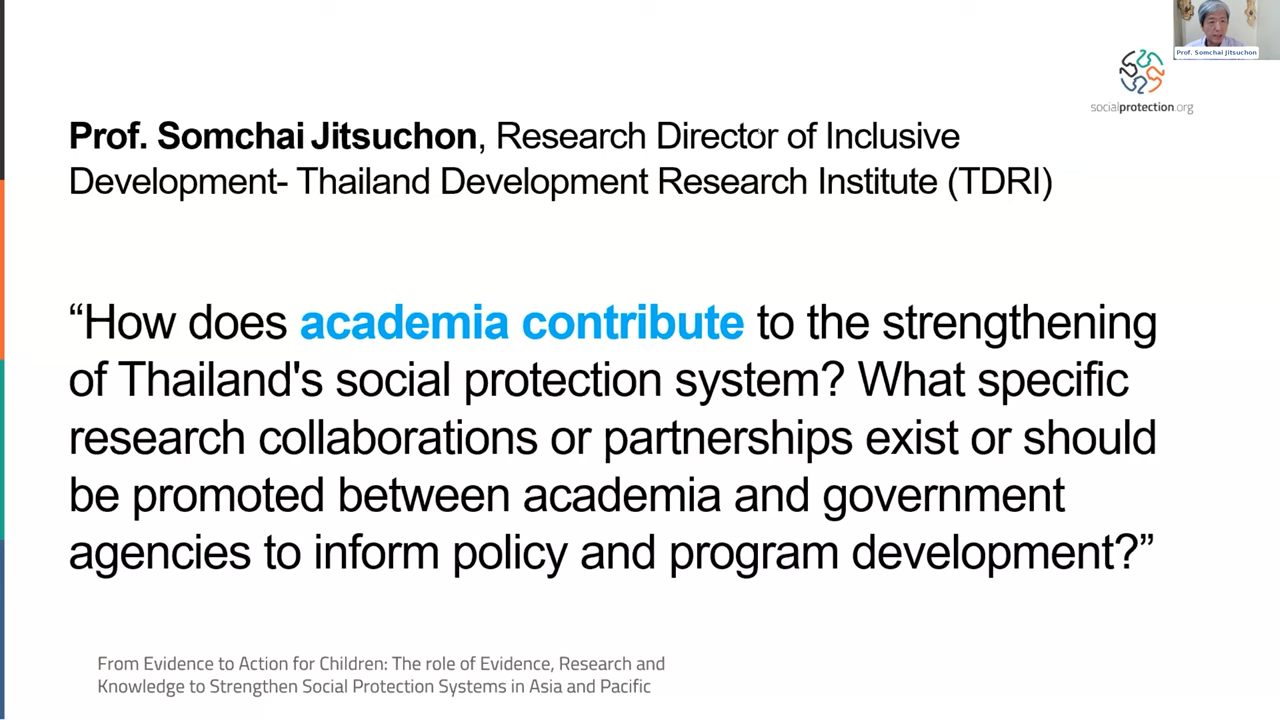 Prof. Somchai Jitsuchon
socialprotection.org
Prof. Somchai Jitsuchon, Research Director of Inclusive
Development- Thailand Development Research Institute (TDRI)
“How does academia contribute to the strengthening
of Thailand's social protection system? What specific
research collaborations or partnerships exist or should
be promoted between academia and government
agencies to inform policy and program development?”
From Evidence to Action for Children: The role of Evidence, Research and
Knowledge to Strengthen Social Protection Systems in Asia and Pacific